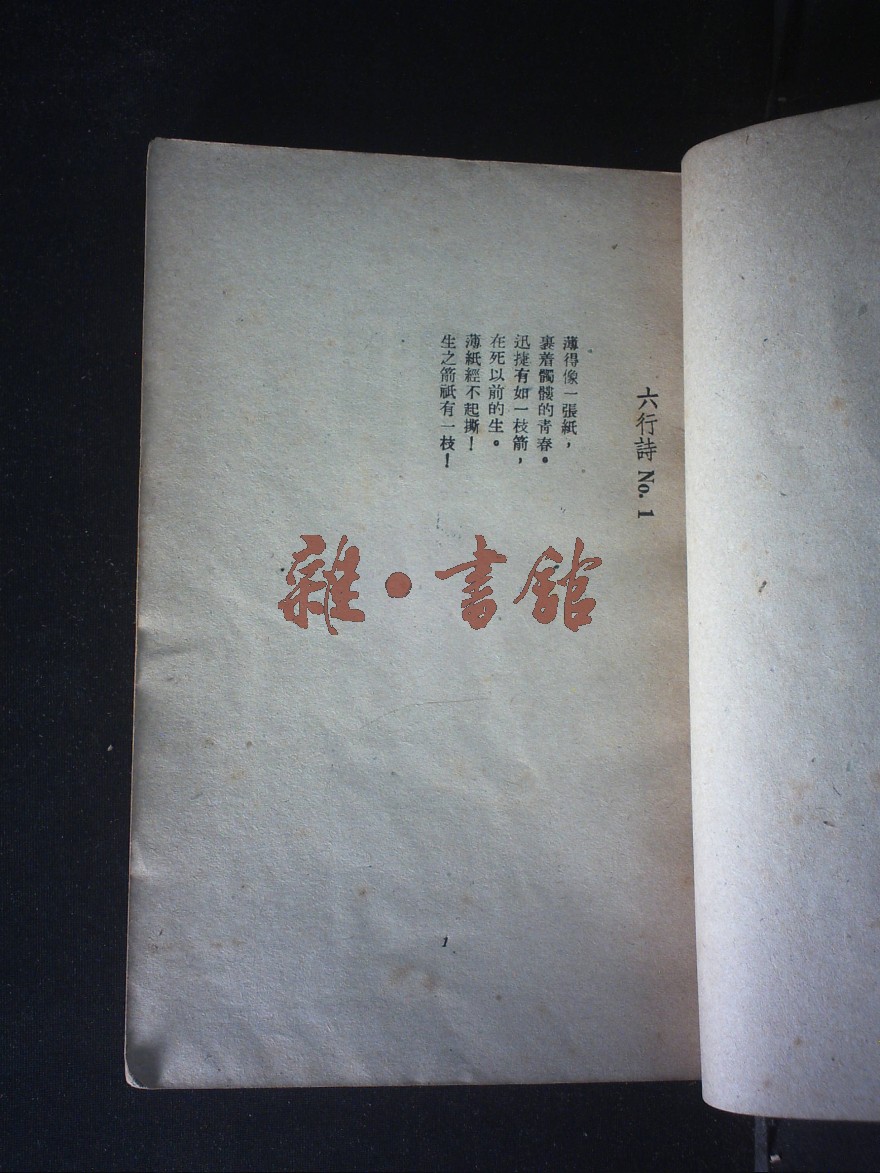 六行詩 No. 1
薄得像一張紙，
裹着髑髏的青春。
迅捷有如一枝箭，
在死以前的生。
薄紙經不起撕！
生之箭祇有一枝！
雜·書館
1